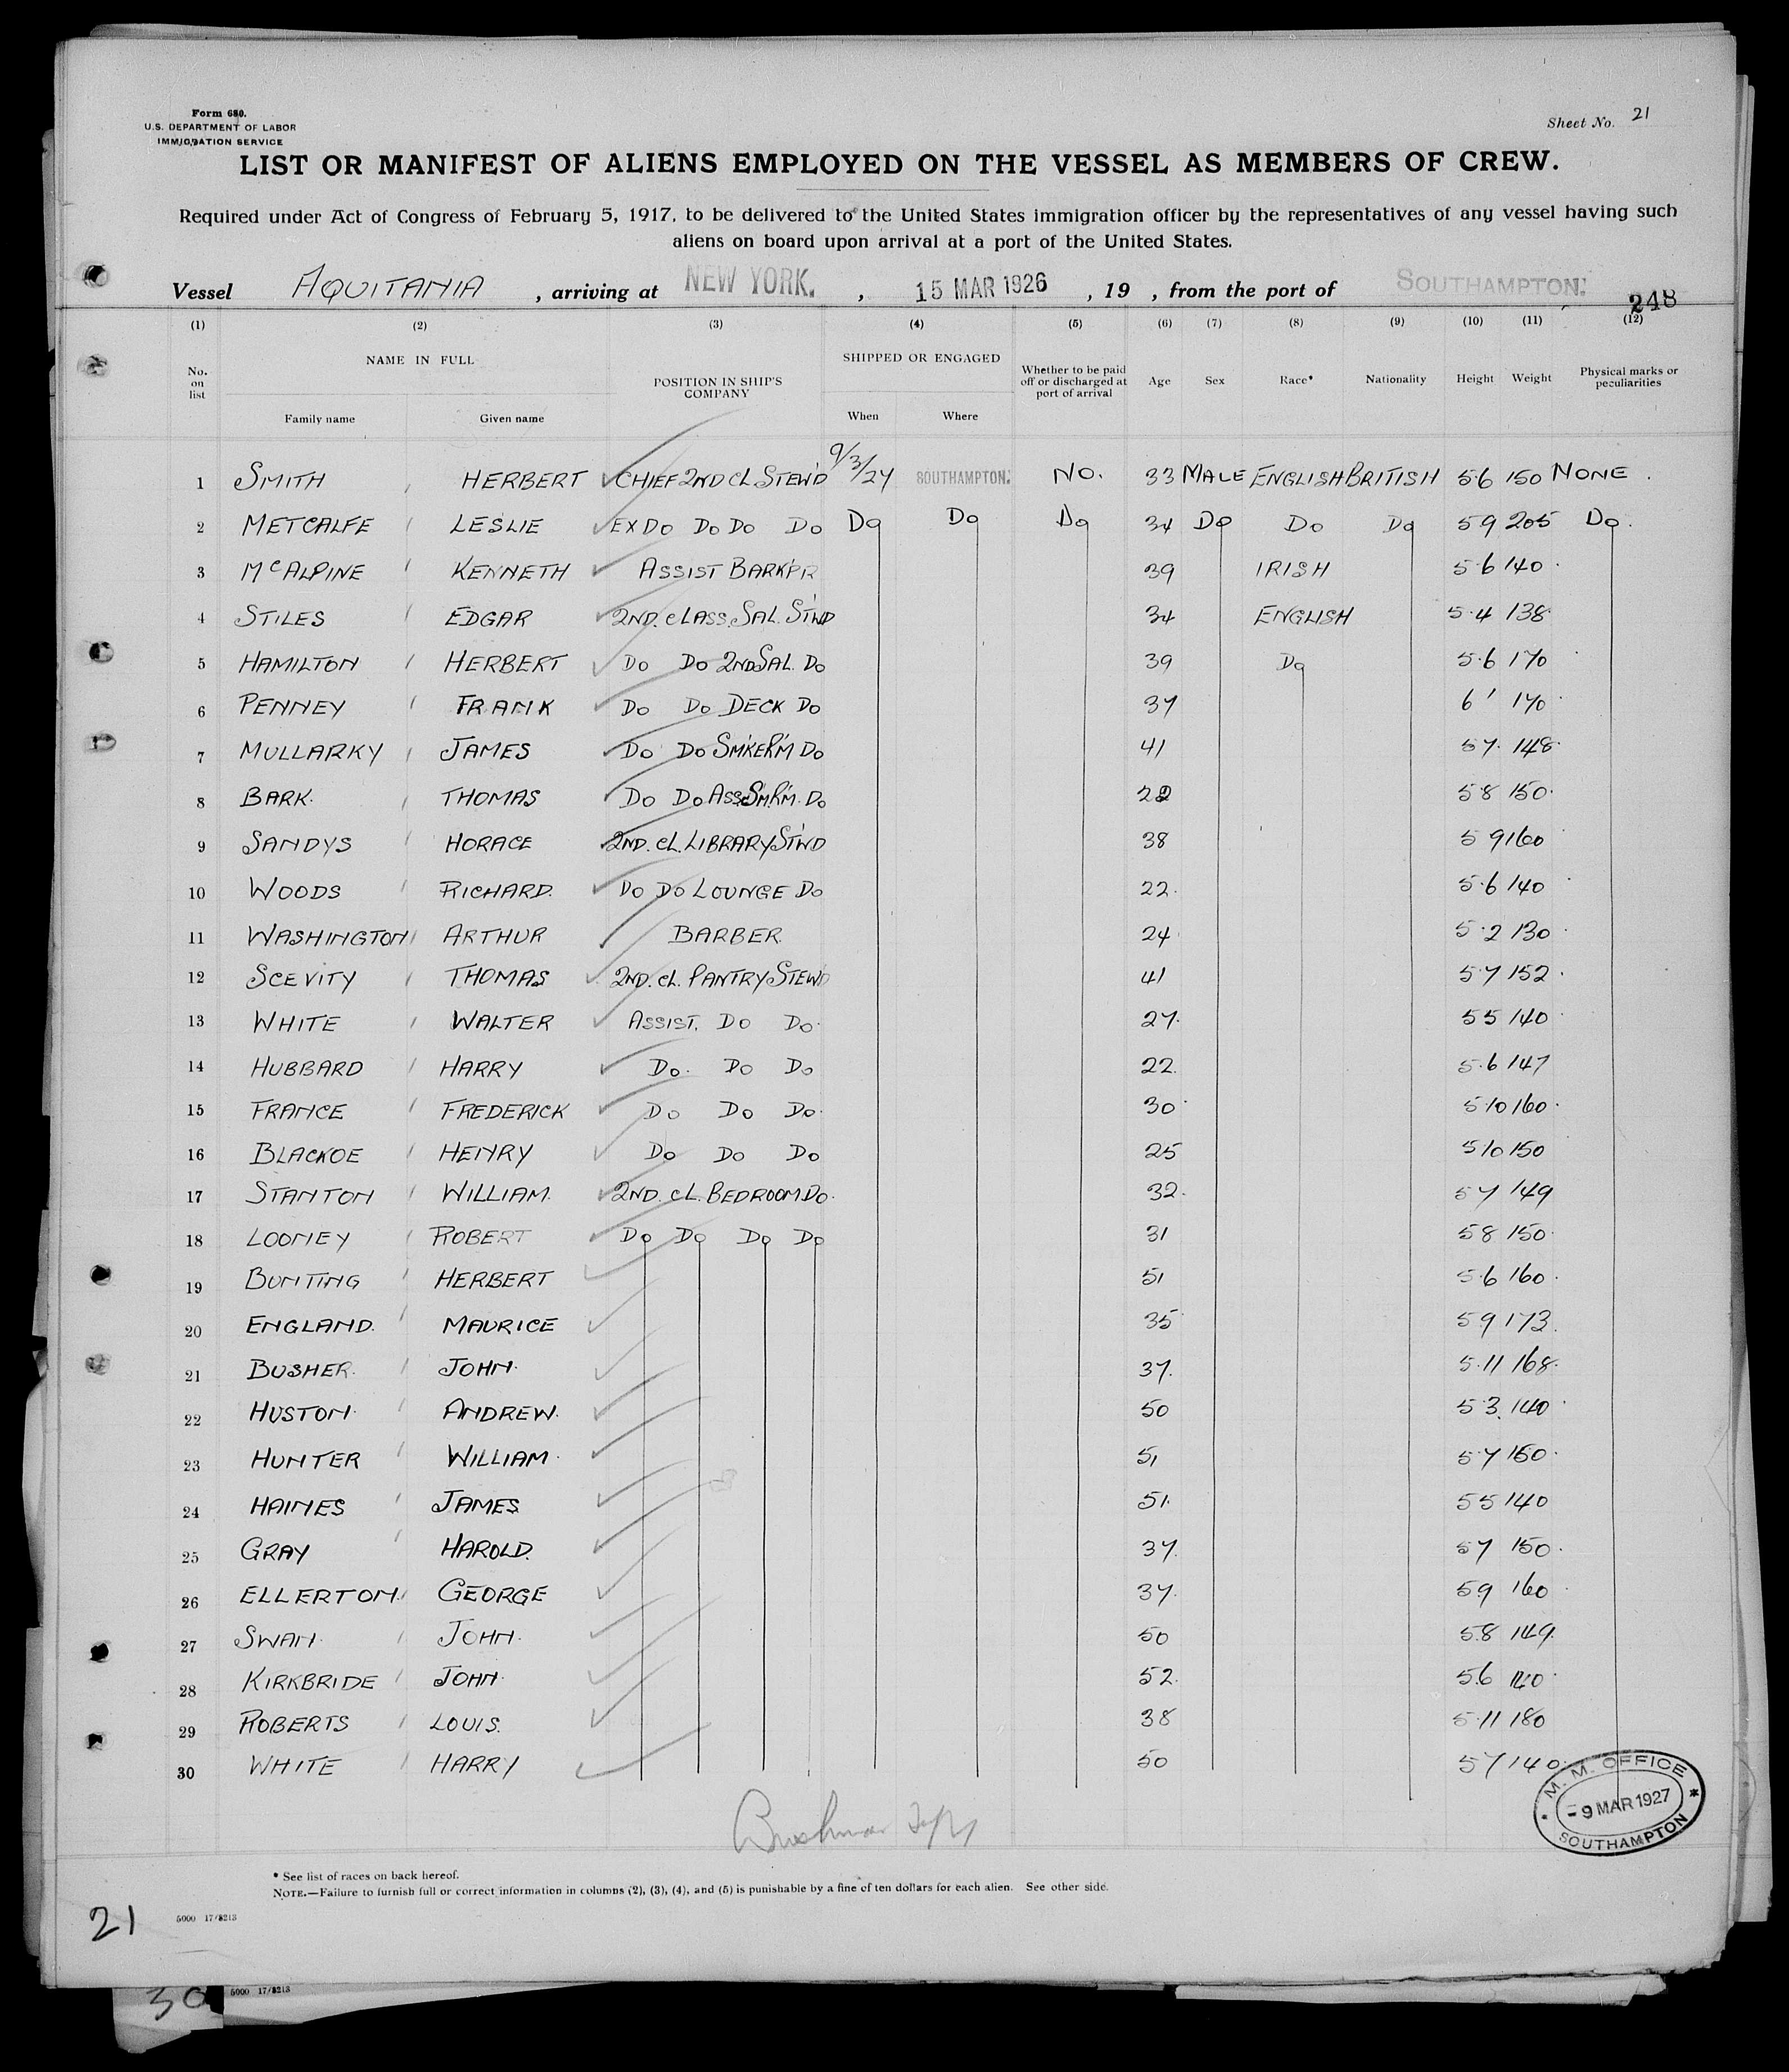 Form 680.
U.S. DEPARTMENT OF LABOR
IMMIGRATION SERVICE
Sheet No. 21
LIST OR MANIFEST OF ALIENS EMPLOYED ON THE VESSEL AS MEMBERS OF CREW.
Required under Act of Congress of February 5, 1917, to be delivered to the United States immigration officer by the representatives of any vessel having such
aliens on board upon arrival at a port of the United States.
Vessel AQUITANIA , arriving at NEW YORK. , 15 MAR 1926 , 19 , from the port of SOUTHAMPTON.
248
(1) (2) (3) (4) (5) (6) (7) (8) (9) (10) (11) (12)
No. on list NAME IN FULL POSITION IN SHIP'S COMPANY SHIPPED OR ENGAGED Whether to be paid off or discharged at port of arrival Age Sex Race* Nationality Height Weight Physical marks or peculiarities
Family name Given name When Where
1 SMITH HERBERT CHIEF 2ND CL STEW'D 9/3/27 SOUTHAMPTON. NO. 33 MALE ENGLISH BRITISH 5.6 150 NONE.
2 METCALFE LESLIE EX DO DO DO DO DO DO DO 34 DO DO DO 5 9 205 DO.
3 McALPINE KENNETH ASSIST BARK'PR 39 IRISH 5.6 140
4 STILES EDGAR 2ND. CLASS. SAL. ST'WD 34 ENGLISH 5.4 138
5 HAMILTON HERBERT DO DO 2ND SAL. DO 39 DO 5.6 170
6 PENNEY FRANK DO DO DECK DO 37 6' 170
7 MULLARKY JAMES DO DO SM'KER'M DO 41 5 7. 148
8 BARK. THOMAS DO DO ASS. SM.R'M. DO 22 5 8 150
9 SANDYS HORACE 2ND. CL. LIBRARY ST'WD 38 5 9 160
10 WOODS RICHARD. DO DO LOUNGE DO 22. 5.6 140
11 WASHINGTON ARTHUR BARBER 24 5.2 130
12 SCEVITY THOMAS 2ND. CL. PANTRY STEW'D 41 5.7 152.
13 WHITE WALTER ASSIST. DO DO. 27. 5 5 140
14 HUBBARD HARRY DO. DO DO 22. 5.6 147
15 FRANCE FREDERICK DO DO DO. 30 5.10 160.
16 BLACKOE HENRY DO DO DO 25 5 10 150
17 STANTON WILLIAM. 2ND. CL. BEDROOM DO. 32. 5 7 149
18 LOONEY ROBERT DO DO DO DO 31 5 8 150.
19 BUNTING HERBERT 51 5.6 160.
20 ENGLAND. MAURICE 35 5 9 173.
21 BUSHER. JOHN. 37. 5.11 168.
22 HUSTON. ANDREW. 50 5 3. 140
23 HUNTER WILLIAM. 51 5.7 150.
24 HAINES JAMES 51. 5 5 140
25 GRAY HAROLD. 37. 5 7 150.
26 ELLERTON. GEORGE 37. 5.9 160
27 SWAN. JOHN. 50 5.8 149.
28 KIRKBRIDE JOHN. 52. 5.6 140
29 ROBERTS LOUIS. 38 5.11 180
30 WHITE HARRY 50 5 7 140.
M. M. OFFICE
- 9 MAR 1927
SOUTHAMPTON
* See list of races on back hereof.
NOTE.—Failure to furnish full or correct information in columns (2), (3), (4), and (5) is punishable by a fine of ten dollars for each alien. See other side.
21
5000 17/8213
30
5000 17/8213